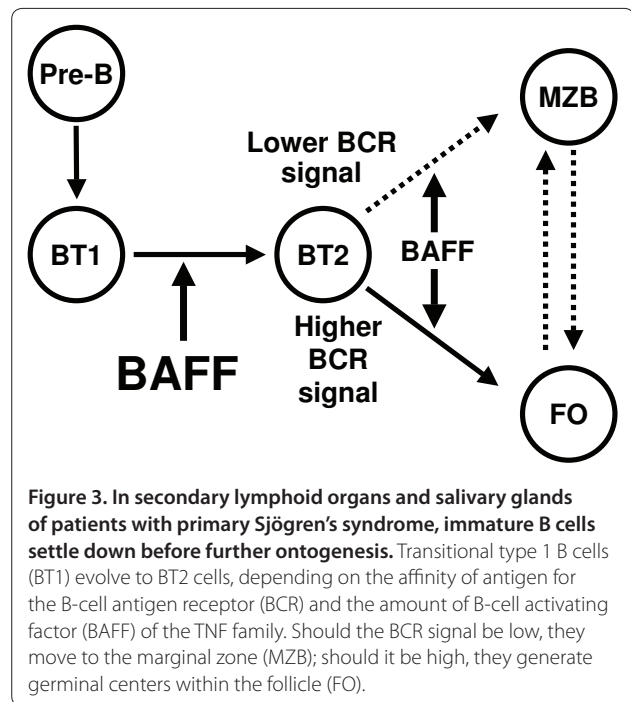 Pre-B
MZB
Lower BCR
signal
BT1
BT2
BAFF
Higher
BCR
signal
BAFF
FO
Figure 3. In secondary lymphoid organs and salivary glands
of patients with primary Sjögren’s syndrome, immature B cells
settle down before further ontogenesis. Transitional type 1 B cells
(BT1) evolve to BT2 cells, depending on the affinity of antigen for
the B-cell antigen receptor (BCR) and the amount of B-cell activating
factor (BAFF) of the TNF family. Should the BCR signal be low, they
move to the marginal zone (MZB); should it be high, they generate
germinal centers within the follicle (FO).